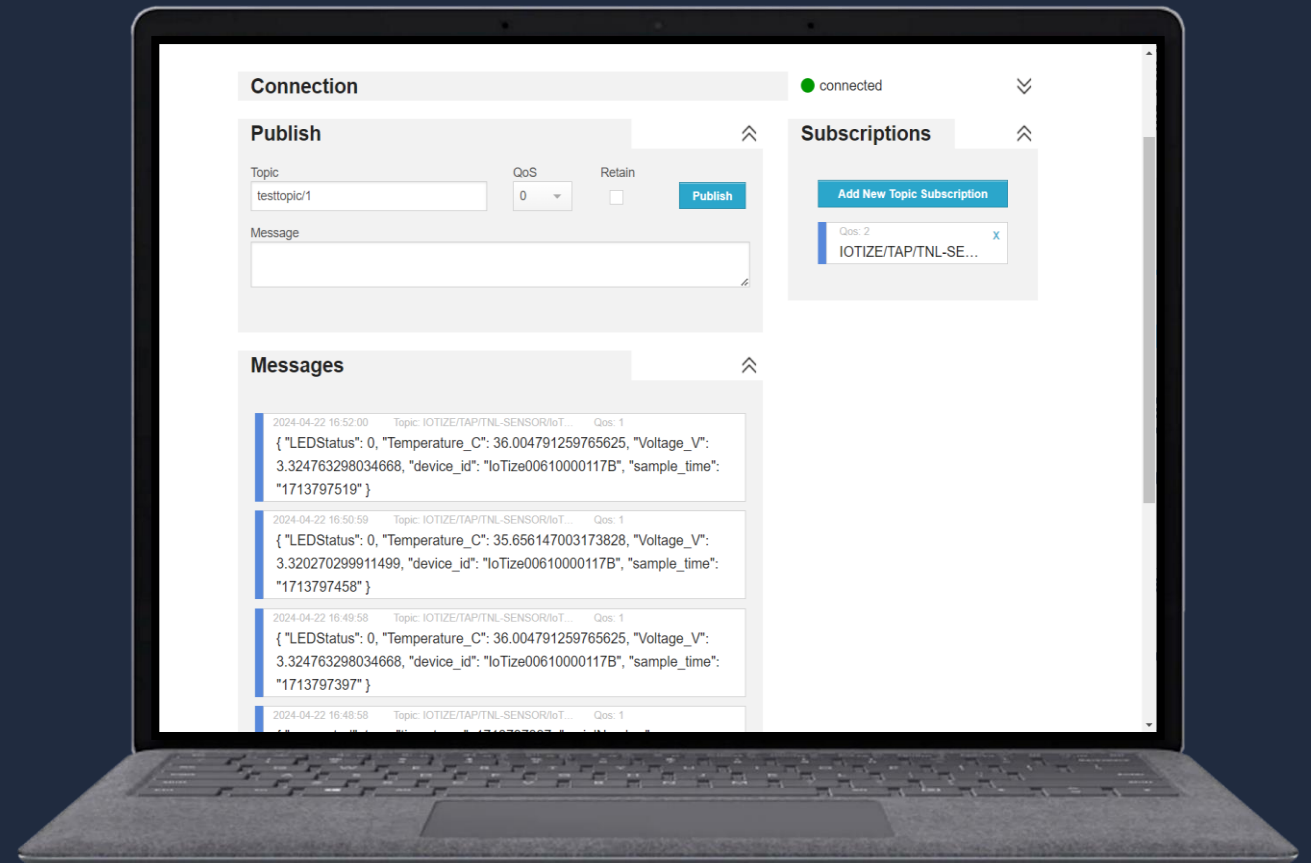 Connection
connected
Publish
Subscriptions
Topic
QoS
Retain
testtopic/1
0
Publish
Add New Topic Subscription
Message
Qos: 2
X
IOTIZE/TAP/TNL-SE...
Messages
2024-04-22 16:52:00 Topic: IOTIZE/TAP/TNL-SENSOR/IoT... Qos: 1
{ "LEDStatus": 0, "Temperature_C": 36.004791259765625, "Voltage_V":
3.324763298034668, "device_id": "IoTize00610000117B", "sample_time":
"1713797519" }
2024-04-22 16:50:59 Topic: IOTIZE/TAP/TNL-SENSOR/IoT... Qos: 1
{ "LEDStatus": 0, "Temperature_C": 35.656147003173828, "Voltage_V":
3.320270299911499, "device_id": "IoTize00610000117B", "sample_time":
"1713797458" }
2024-04-22 16:49:58 Topic: IOTIZE/TAP/TNL-SENSOR/IoT... Qos: 1
{ "LEDStatus": 0, "Temperature_C": 36.004791259765625, "Voltage_V":
3.324763298034668, "device_id": "IoTize00610000117B", "sample_time":
"1713797397" }
2024-04-22 16:48:58 Topic: IOTIZE/TAP/TNL-SENSOR/IoT... Qos: 1